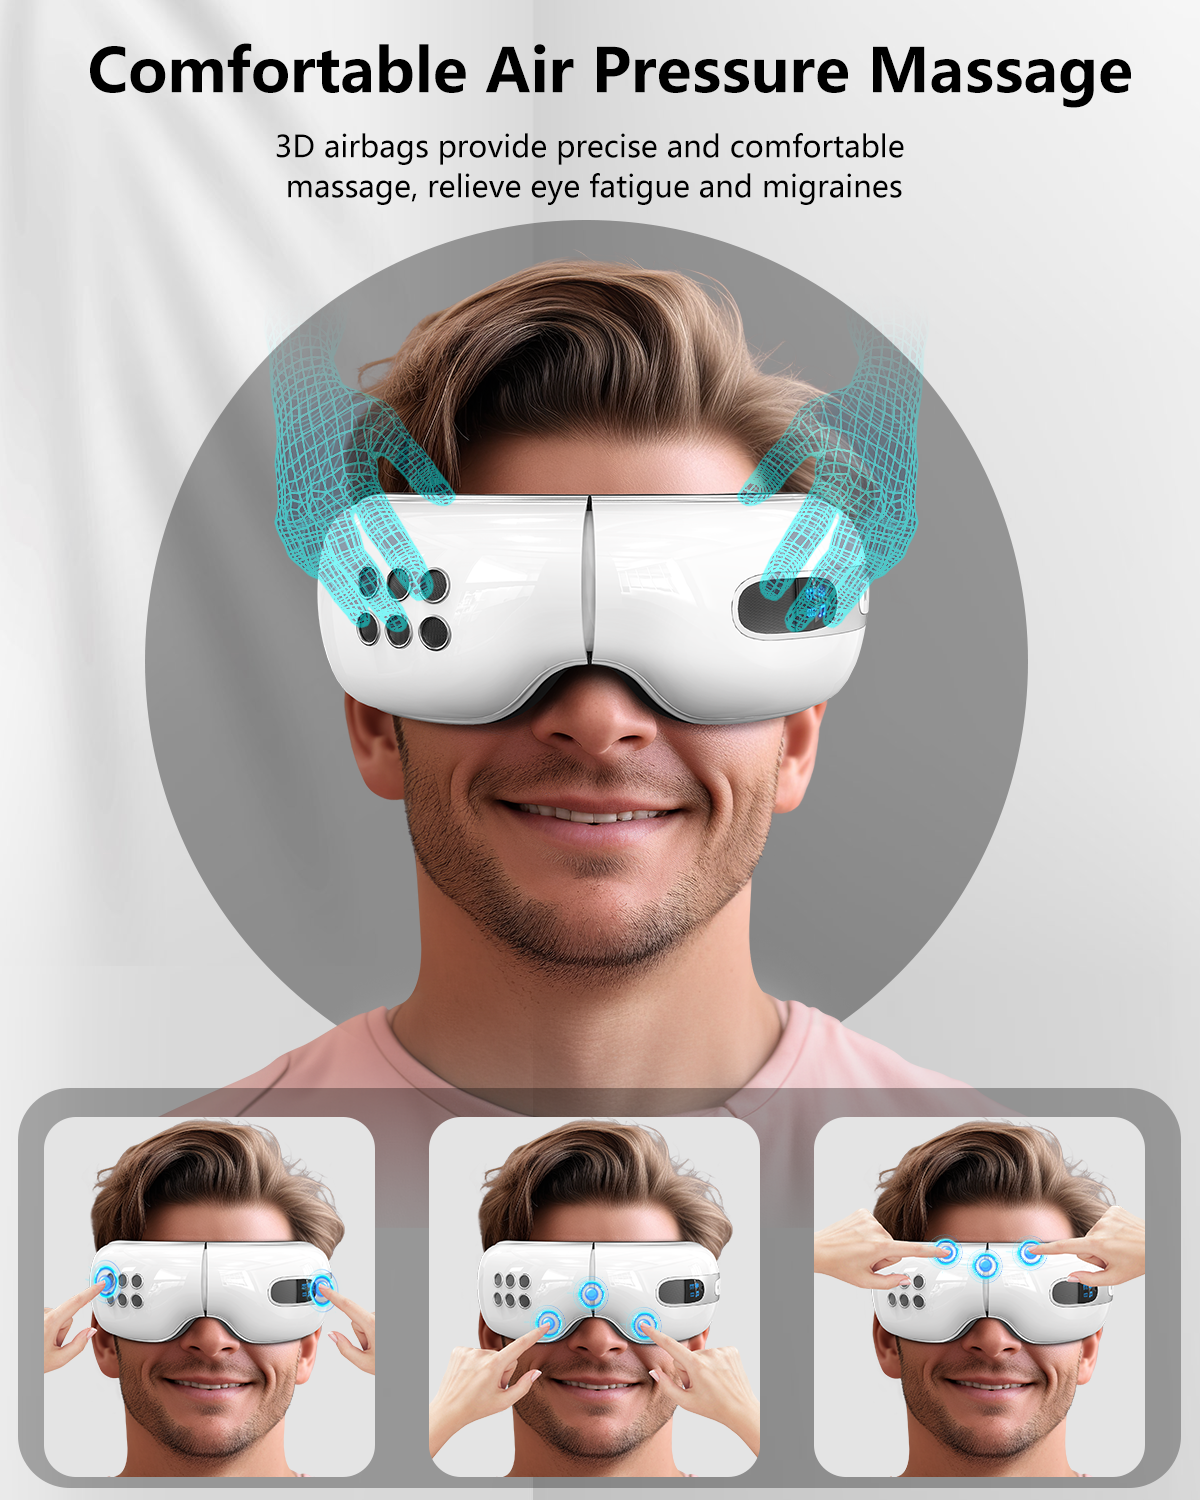 Comfortable Air Pressure Massage
3D airbags provide precise and comfortable
massage, relieve eye fatigue and migraines